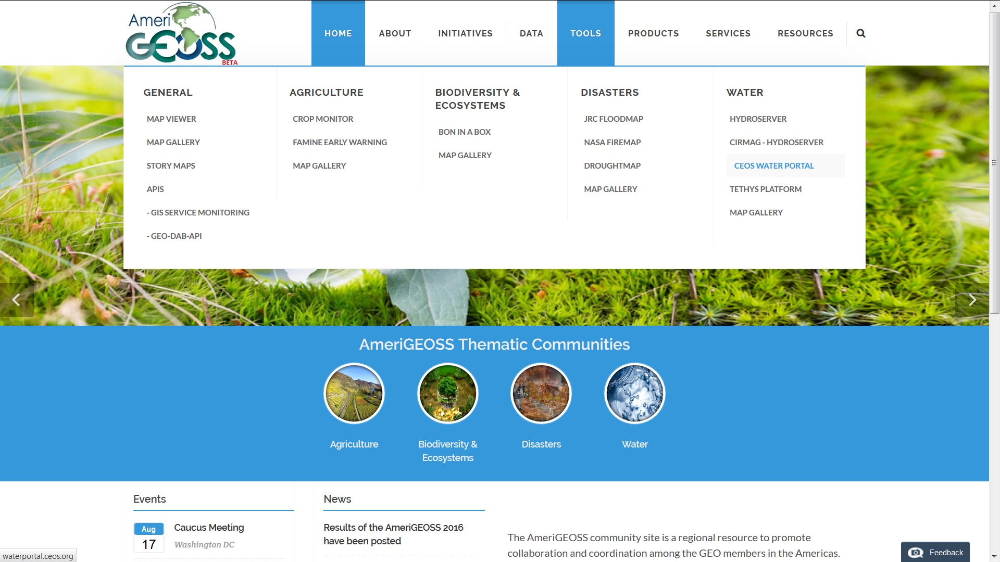 Ameri
GEOSS
BETA
HOME
ABOUT
INITIATIVES
DATA
TOOLS
PRODUCTS
SERVICES
RESOURCES
GENERAL
MAP VIEWER
MAP GALLERY
STORY MAPS
APIS
- GIS SERVICE MONITORING
- GEO-DAB-API
AGRICULTURE
CROP MONITOR
FAMINE EARLY WARNING
MAP GALLERY
BIODIVERSITY &
ECOSYSTEMS
BON IN A BOX
MAP GALLERY
DISASTERS
JRC FLOODMAP
NASA FIREMAP
DROUGHTMAP
MAP GALLERY
WATER
HYDROSERVER
CIRMAG - HYDROSERVER
CEOS WATER PORTAL
TETHYS PLATFORM
MAP GALLERY
AmeriGEOSS Thematic Communities
Agriculture
Biodiversity &
Ecosystems
Disasters
Water
Events
Aug
17
Caucus Meeting
Washington DC
News
Results of the AmeriGEOSS 2016
have been posted
The AmeriGEOSS community site is a regional resource to promote
collaboration and coordination among the GEO members in the Americas.
Feedback
waterportal.ceos.org